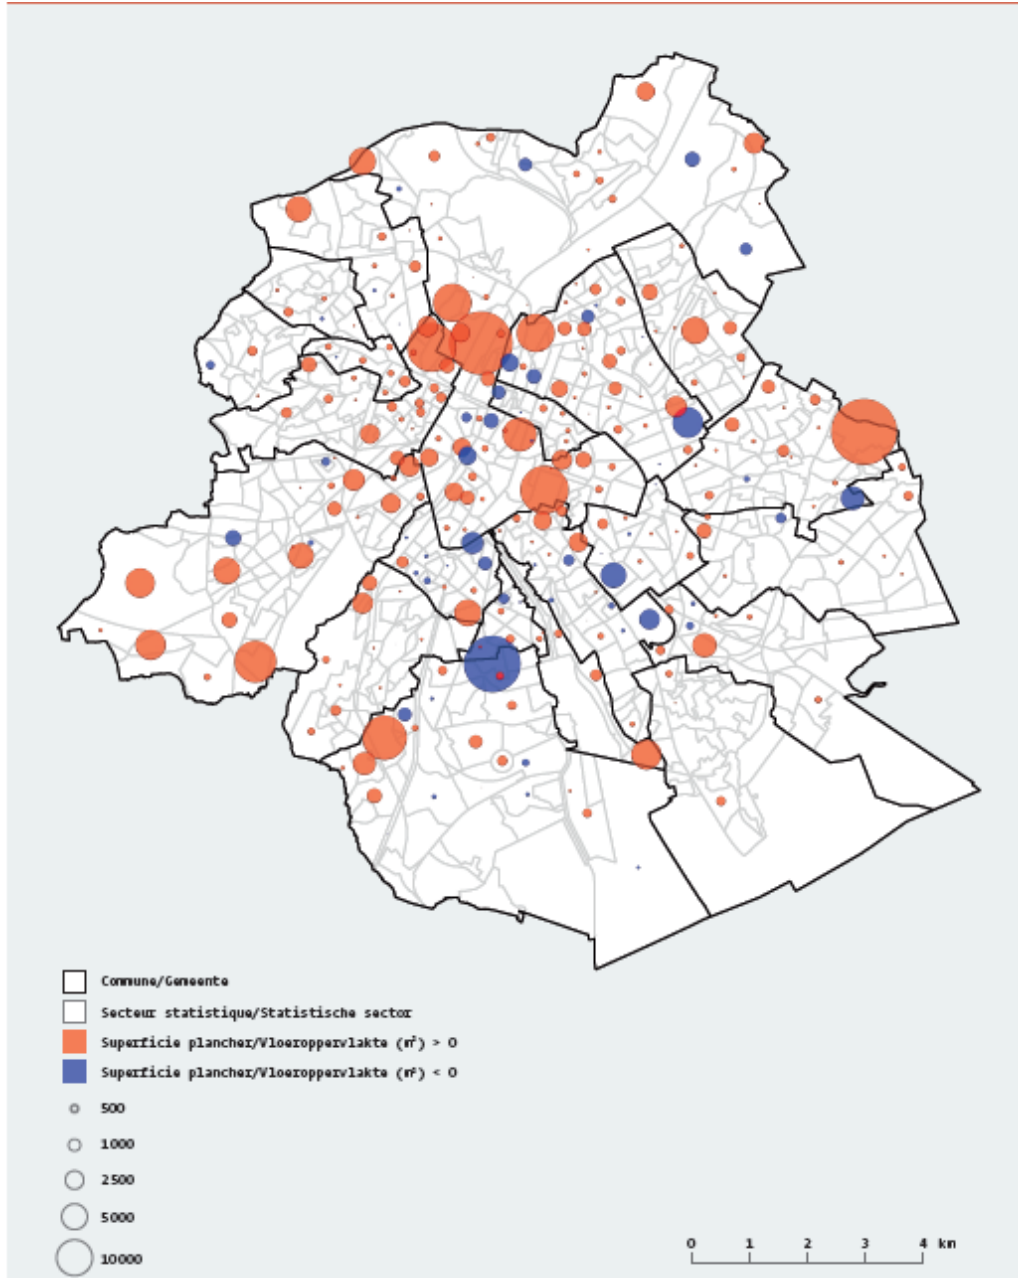 Commune/Gemeente
Secteur statistique/Statistische sector
Superficie plancher/Vloeroppervlakte (m²) > 0
Superficie plancher/Vloeroppervlakte (m²) < 0
500
1000
2500
5000
10000
0 1 2 3 4 km